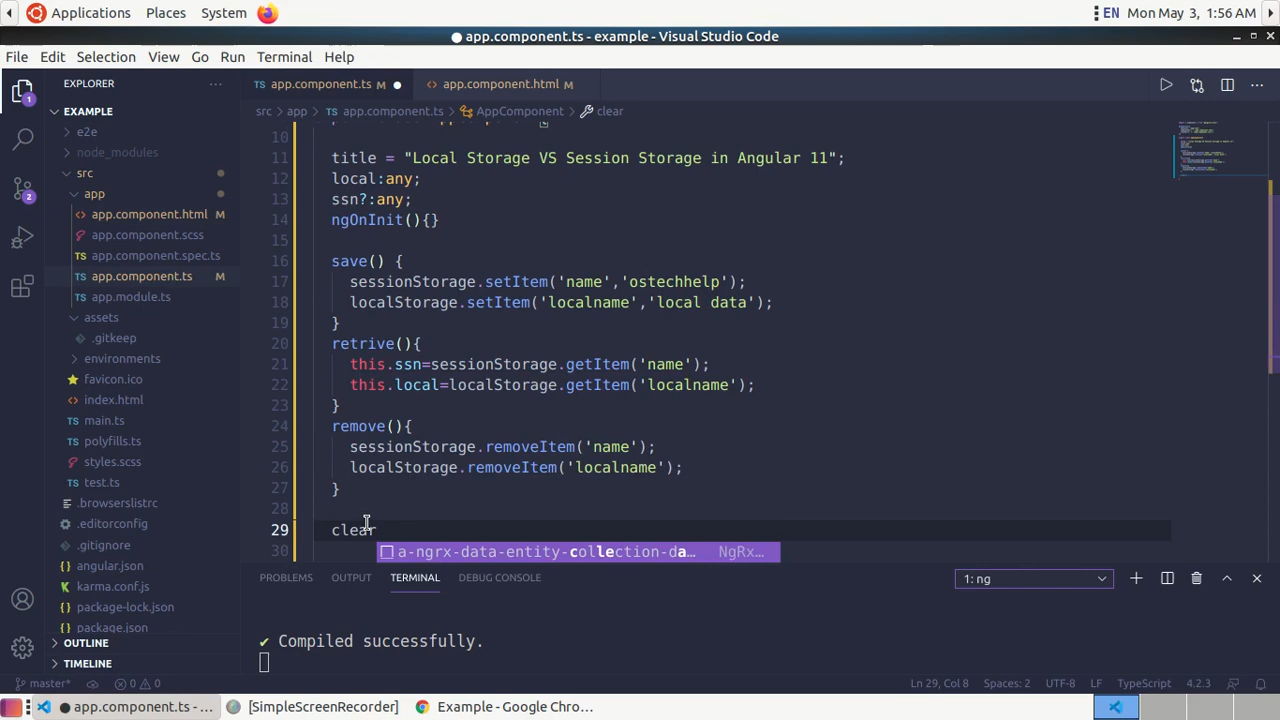 Applications Places System EN Mon May 3, 1:56 AM
● app.component.ts - example - Visual Studio Code
File Edit Selection View Go Run Terminal Help
EXPLORER ··· TS app.component.ts M ● <> app.component.html M ···
src > app > TS app.component.ts > AppComponent > clear
EXAMPLE
e2e
node_modules
src
app
<> app.component.html M
app.component.scss
TS app.component.spec.ts
TS app.component.ts M
TS app.module.ts
assets
.gitkeep
environments
favicon.ico
<> index.html
TS main.ts
TS polyfills.ts
styles.scss
TS test.ts
.browserslistrc
.editorconfig
.gitignore
{} angular.json
karma.conf.js
{} package-lock.json
{} package.json
OUTLINE
TIMELINE
1
2
10
11 title = "Local Storage VS Session Storage in Angular 11";
12 local:any;
13 ssn?:any;
14 ngOnInit(){}
15
16 save() {
17 sessionStorage.setItem('name','ostechhelp');
18 localStorage.setItem('localname','local data');
19 }
20 retrive(){
21 this.ssn=sessionStorage.getItem('name');
22 this.local=localStorage.getItem('localname');
23 }
24 remove(){
25 sessionStorage.removeItem('name');
26 localStorage.removeItem('localname');
27 }
28
29 clear
30 a-ngrx-data-entity-collection-da… NgRx…
PROBLEMS OUTPUT TERMINAL DEBUG CONSOLE 1: ng
✔ Compiled successfully.
master* 0 0 Ln 29, Col 8 Spaces: 2 UTF-8 LF TypeScript 4.2.3
● app.component.ts - ... [SimpleScreenRecorder] Example - Google Chro...